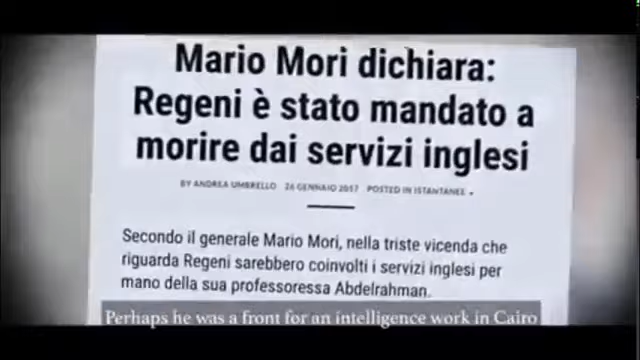 Mario Mori dichiara:
Regeni è stato mandato a
morire dai servizi inglesi
BY ANDREA UMBRELLO 26 GENNAIO 2017 POSTED IN ISTANTANEE
Secondo il generale Mario Mori, nella triste vicenda che
riguarda Regeni sarebbero coinvolti i servizi inglesi per
mano della sua professoressa Abdelrahman.
Perhaps he was a front for an intelligence work in Cairo